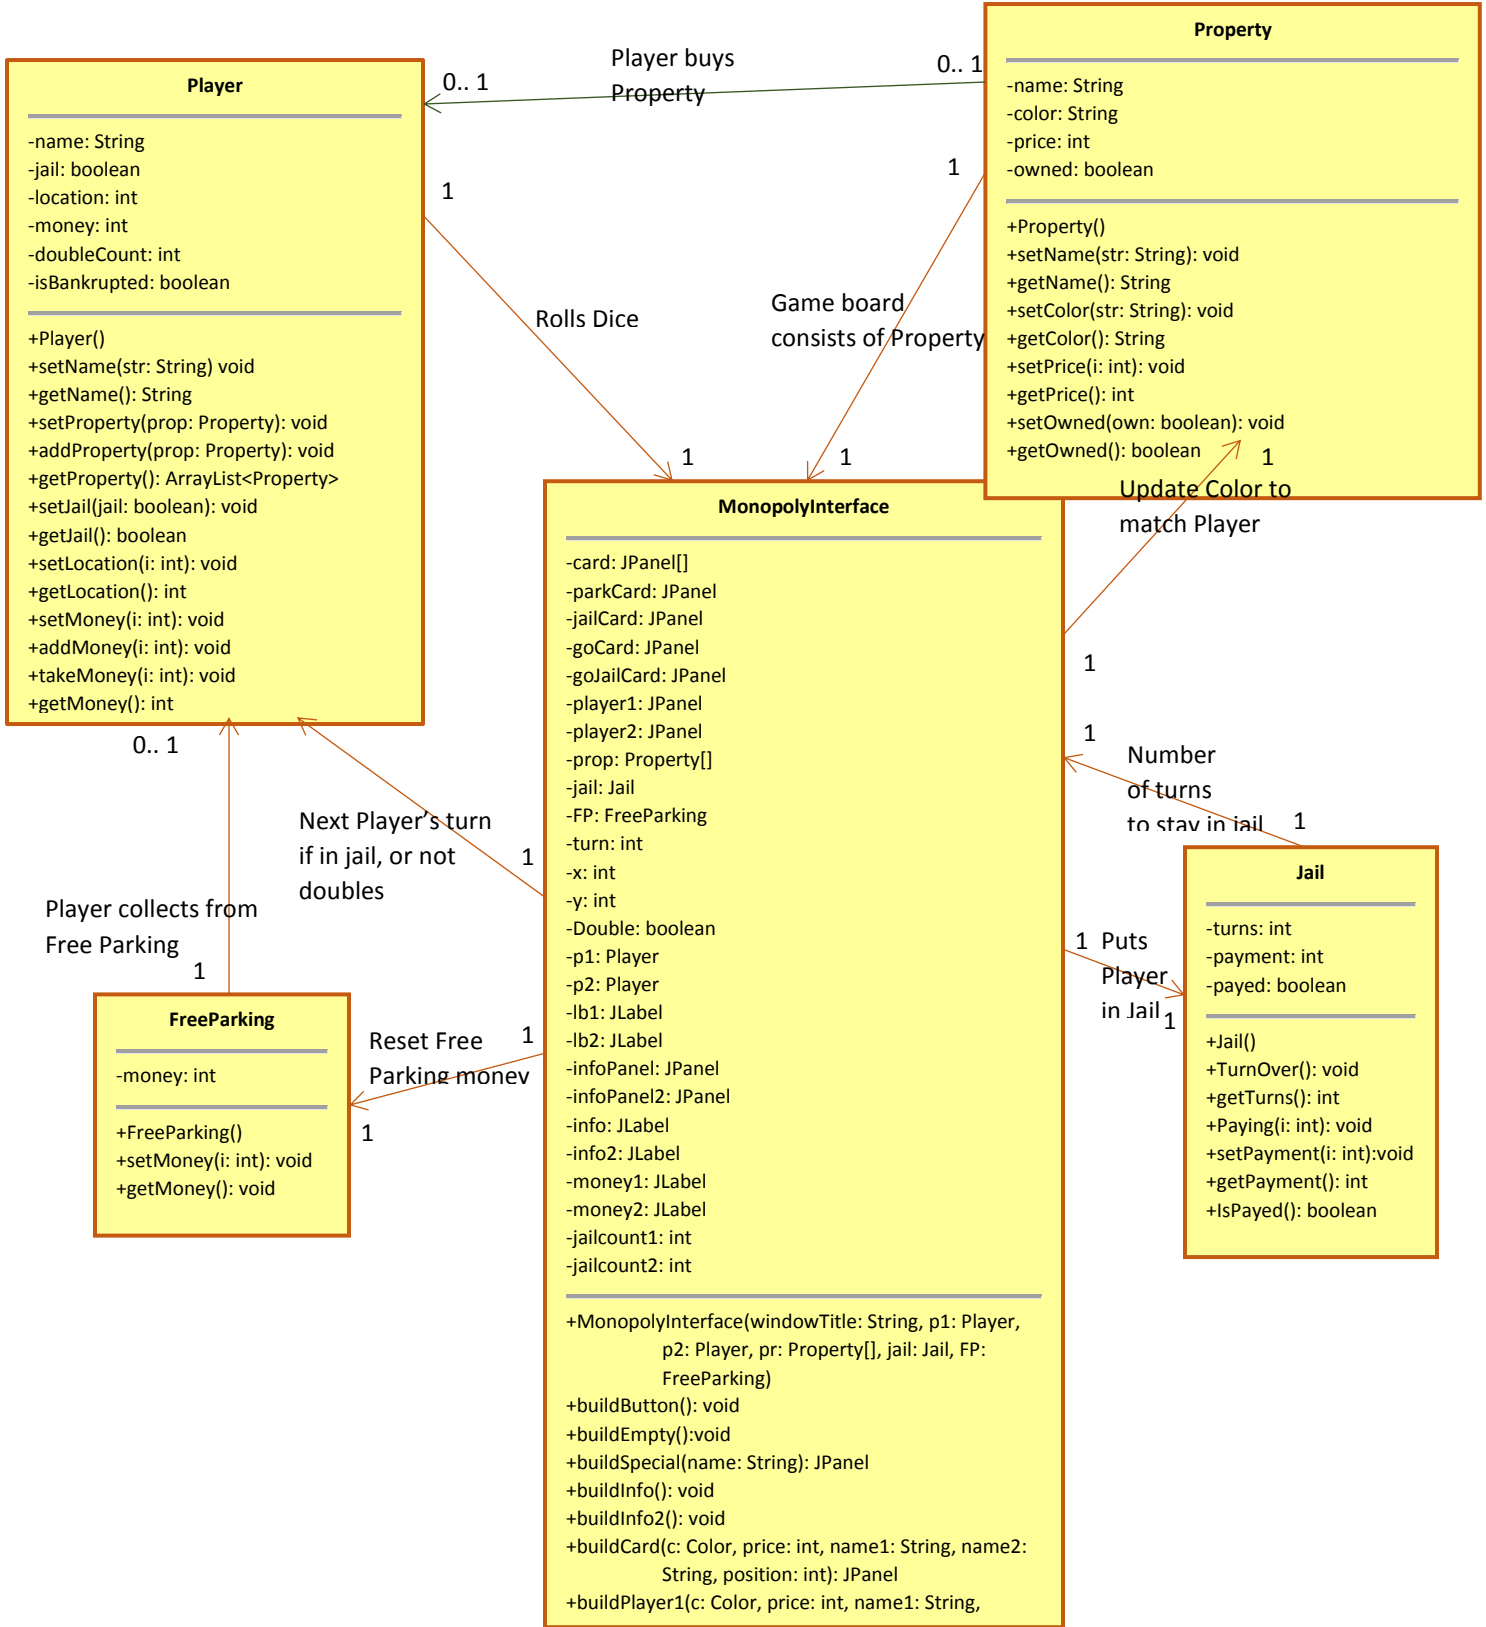 Player
-name: String
-jail: boolean
-location: int
-money: int
-doubleCount: int
-isBankrupted: boolean
+Player()
+setName(str: String) void
+getName(): String
+setProperty(prop: Property): void
+addProperty(prop: Property): void
+getProperty(): ArrayList<Property>
+setJail(jail: boolean): void
+getJail(): boolean
+setLocation(i: int): void
+getLocation(): int
+setMoney(i: int): void
+addMoney(i: int): void
+takeMoney(i: int): void
+getMoney(): int
0.. 1
Player buys
Property
0.. 1
Property
-name: String
-color: String
-price: int
-owned: boolean
+Property()
+setName(str: String): void
+getName(): String
+setColor(str: String): void
+getColor(): String
+setPrice(i: int): void
+getPrice(): int
+setOwned(own: boolean): void
+getOwned(): boolean
1
Rolls Dice
1
1
Game board
consists of Property
1
1
Update Color to
match Player
1
MonopolyInterface
-card: JPanel[]
-parkCard: JPanel
-jailCard: JPanel
-goCard: JPanel
-goJailCard: JPanel
-player1: JPanel
-player2: JPanel
-prop: Property[]
-jail: Jail
-FP: FreeParking
-turn: int
-x: int
-y: int
-Double: boolean
-p1: Player
-p2: Player
-lb1: JLabel
-lb2: JLabel
-infoPanel: JPanel
-infoPanel2: JPanel
-info: JLabel
-info2: JLabel
-money1: JLabel
-money2: JLabel
-jailcount1: int
-jailcount2: int
+MonopolyInterface(windowTitle: String, p1: Player,
p2: Player, pr: Property[], jail: Jail, FP:
FreeParking)
+buildButton(): void
+buildEmpty():void
+buildSpecial(name: String): JPanel
+buildInfo(): void
+buildInfo2(): void
+buildCard(c: Color, price: int, name1: String, name2:
String, position: int): JPanel
+buildPlayer1(c: Color, price: int, name1: String,
1
Number
of turns
to stay in jail
1
Jail
-turns: int
-payment: int
-payed: boolean
+Jail()
+TurnOver(): void
+getTurns(): int
+Paying(i: int): void
+setPayment(i: int):void
+getPayment(): int
+IsPayed(): boolean
1
Puts
Player
in Jail
1
0.. 1
Next Player's turn
if in jail, or not
doubles
1
Player collects from
Free Parking
1
FreeParking
-money: int
+FreeParking()
+setMoney(i: int): void
+getMoney(): void
Reset Free
Parking money
1
1